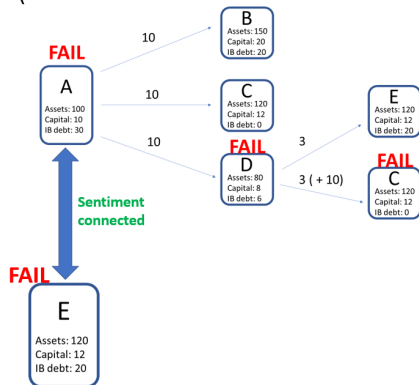 (
FAIL
A
Assets: 100
Capital: 10
IB debt: 30
10
10
10
B
Assets: 150
Capital: 20
IB debt: 20
C
Assets: 120
Capital: 12
IB debt: 0
FAIL
D
Assets: 80
Capital: 8
IB debt: 6
3
3 ( + 10)
E
Assets: 120
Capital: 12
IB debt: 20
FAIL
C
Assets: 120
Capital: 12
IB debt: 0
Sentiment
connected
FAIL
E
Assets: 120
Capital: 12
IB debt: 20